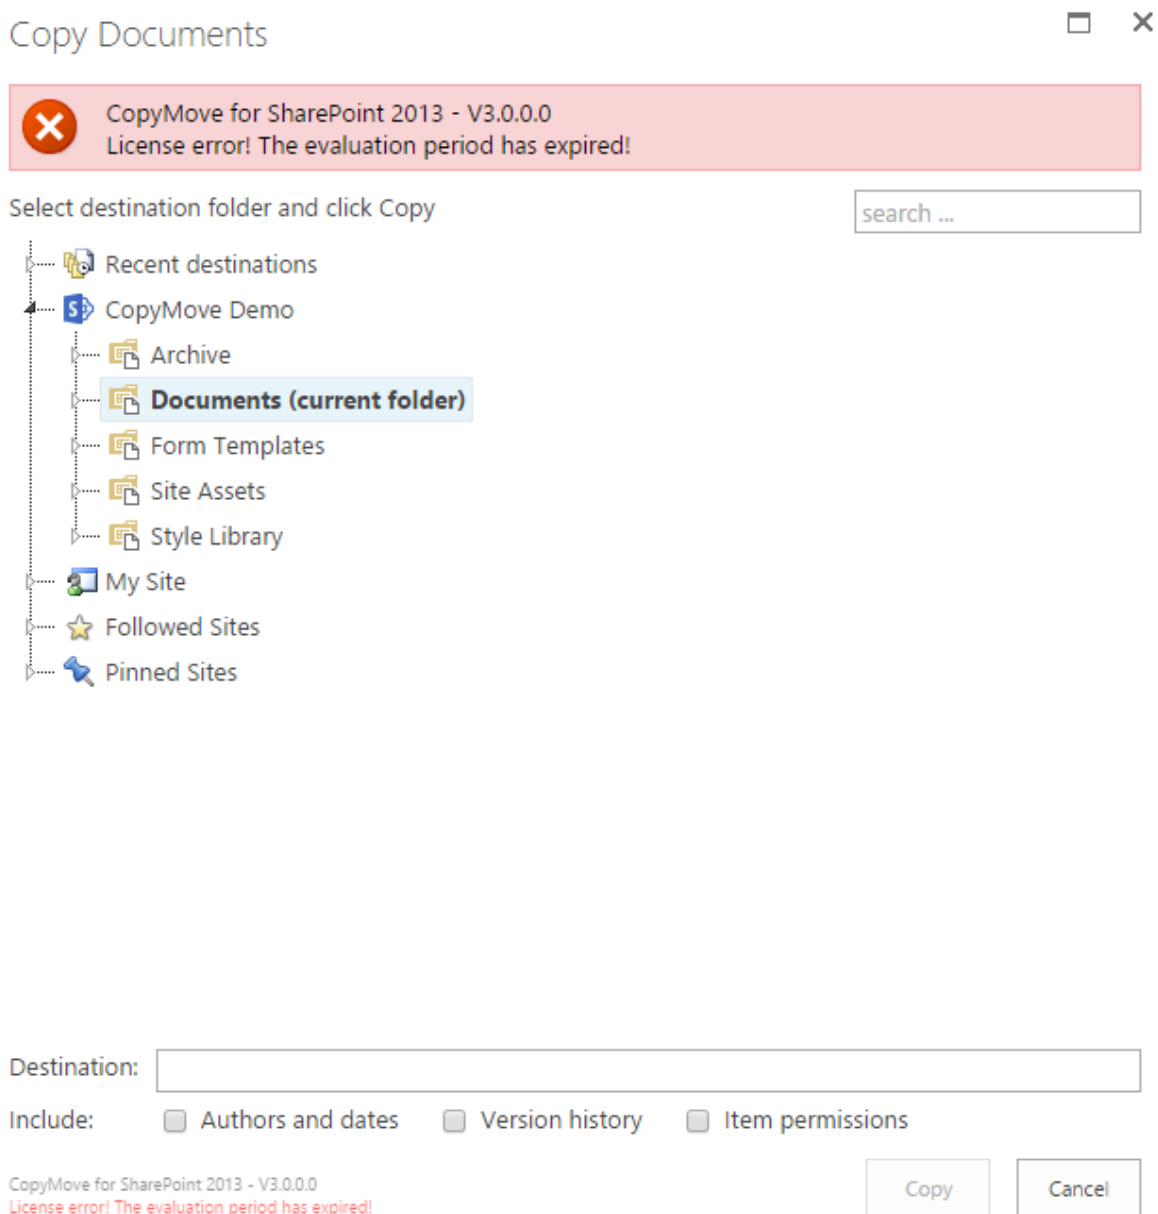 Copy Documents
CopyMove for SharePoint 2013 - V3.0.0.0
License error! The evaluation period has expired!
Select destination folder and click Copy
search ...
Recent destinations
CopyMove Demo
Archive
Documents (current folder)
Form Templates
Site Assets
Style Library
My Site
Followed Sites
Pinned Sites
Destination:
Include: Authors and dates Version history Item permissions
CopyMove for SharePoint 2013 - V3.0.0.0
License error! The evaluation period has expired!
Copy Cancel